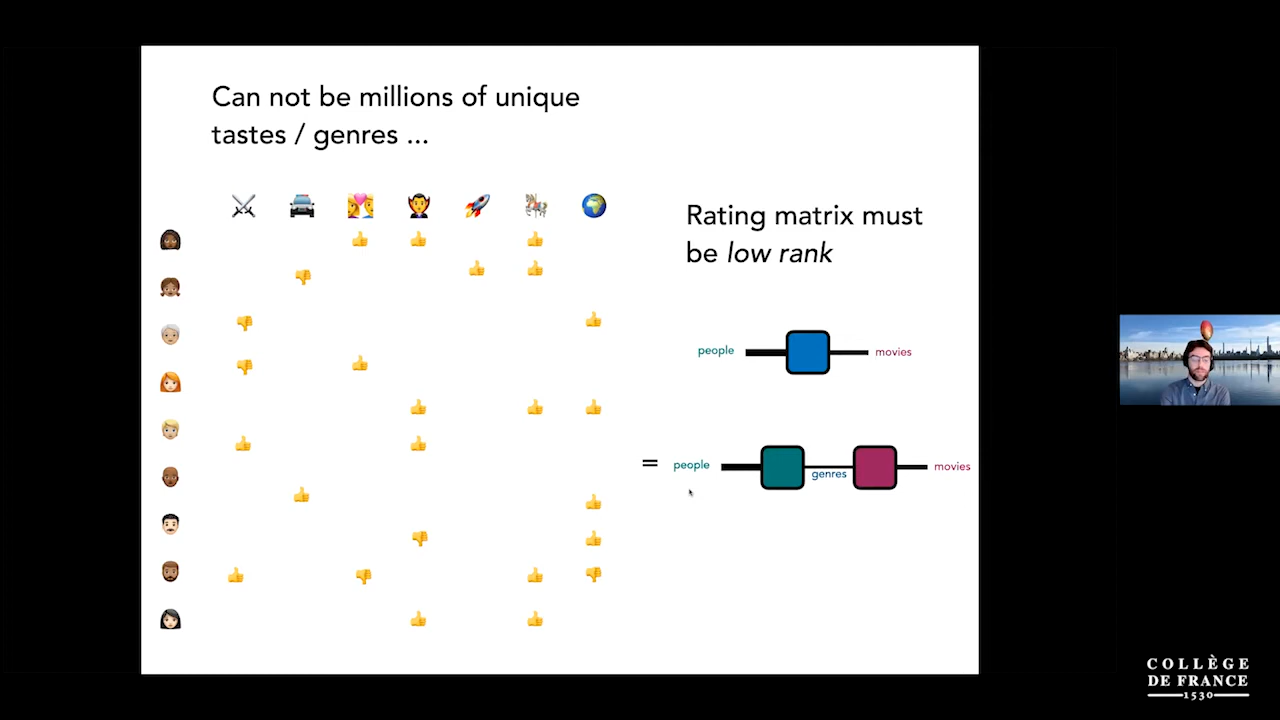 Can not be millions of unique
tastes / genres ...
Rating matrix must
be low rank
people
movies
=
people
genres
movies
COLLÈGE
DE FRANCE
1530